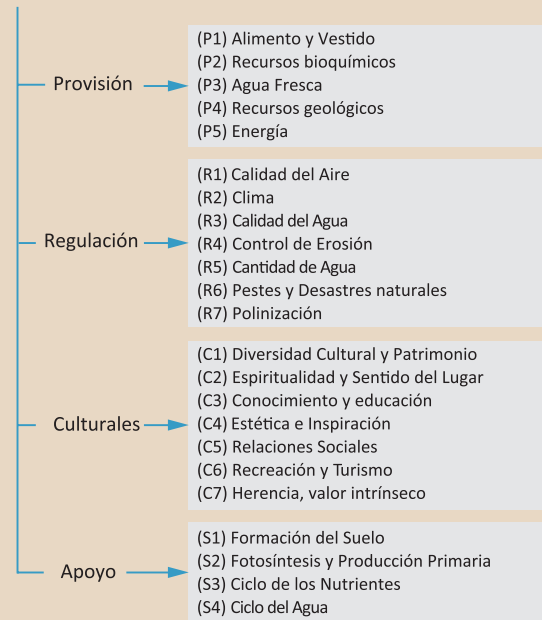 Provisión
(P1) Alimento y Vestido
(P2) Recursos bioquímicos
(P3) Agua Fresca
(P4) Recursos geológicos
(P5) Energía
Regulación
(R1) Calidad del Aire
(R2) Clima
(R3) Calidad del Agua
(R4) Control de Erosión
(R5) Cantidad de Agua
(R6) Pestes y Desastres naturales
(R7) Polinización
Culturales
(C1) Diversidad Cultural y Patrimonio
(C2) Espiritualidad y Sentido del Lugar
(C3) Conocimiento y educación
(C4) Estética e Inspiración
(C5) Relaciones Sociales
(C6) Recreación y Turismo
(C7) Herencia, valor intrínseco
Apoyo
(S1) Formación del Suelo
(S2) Fotosíntesis y Producción Primaria
(S3) Ciclo de los Nutrientes
(S4) Ciclo del Agua